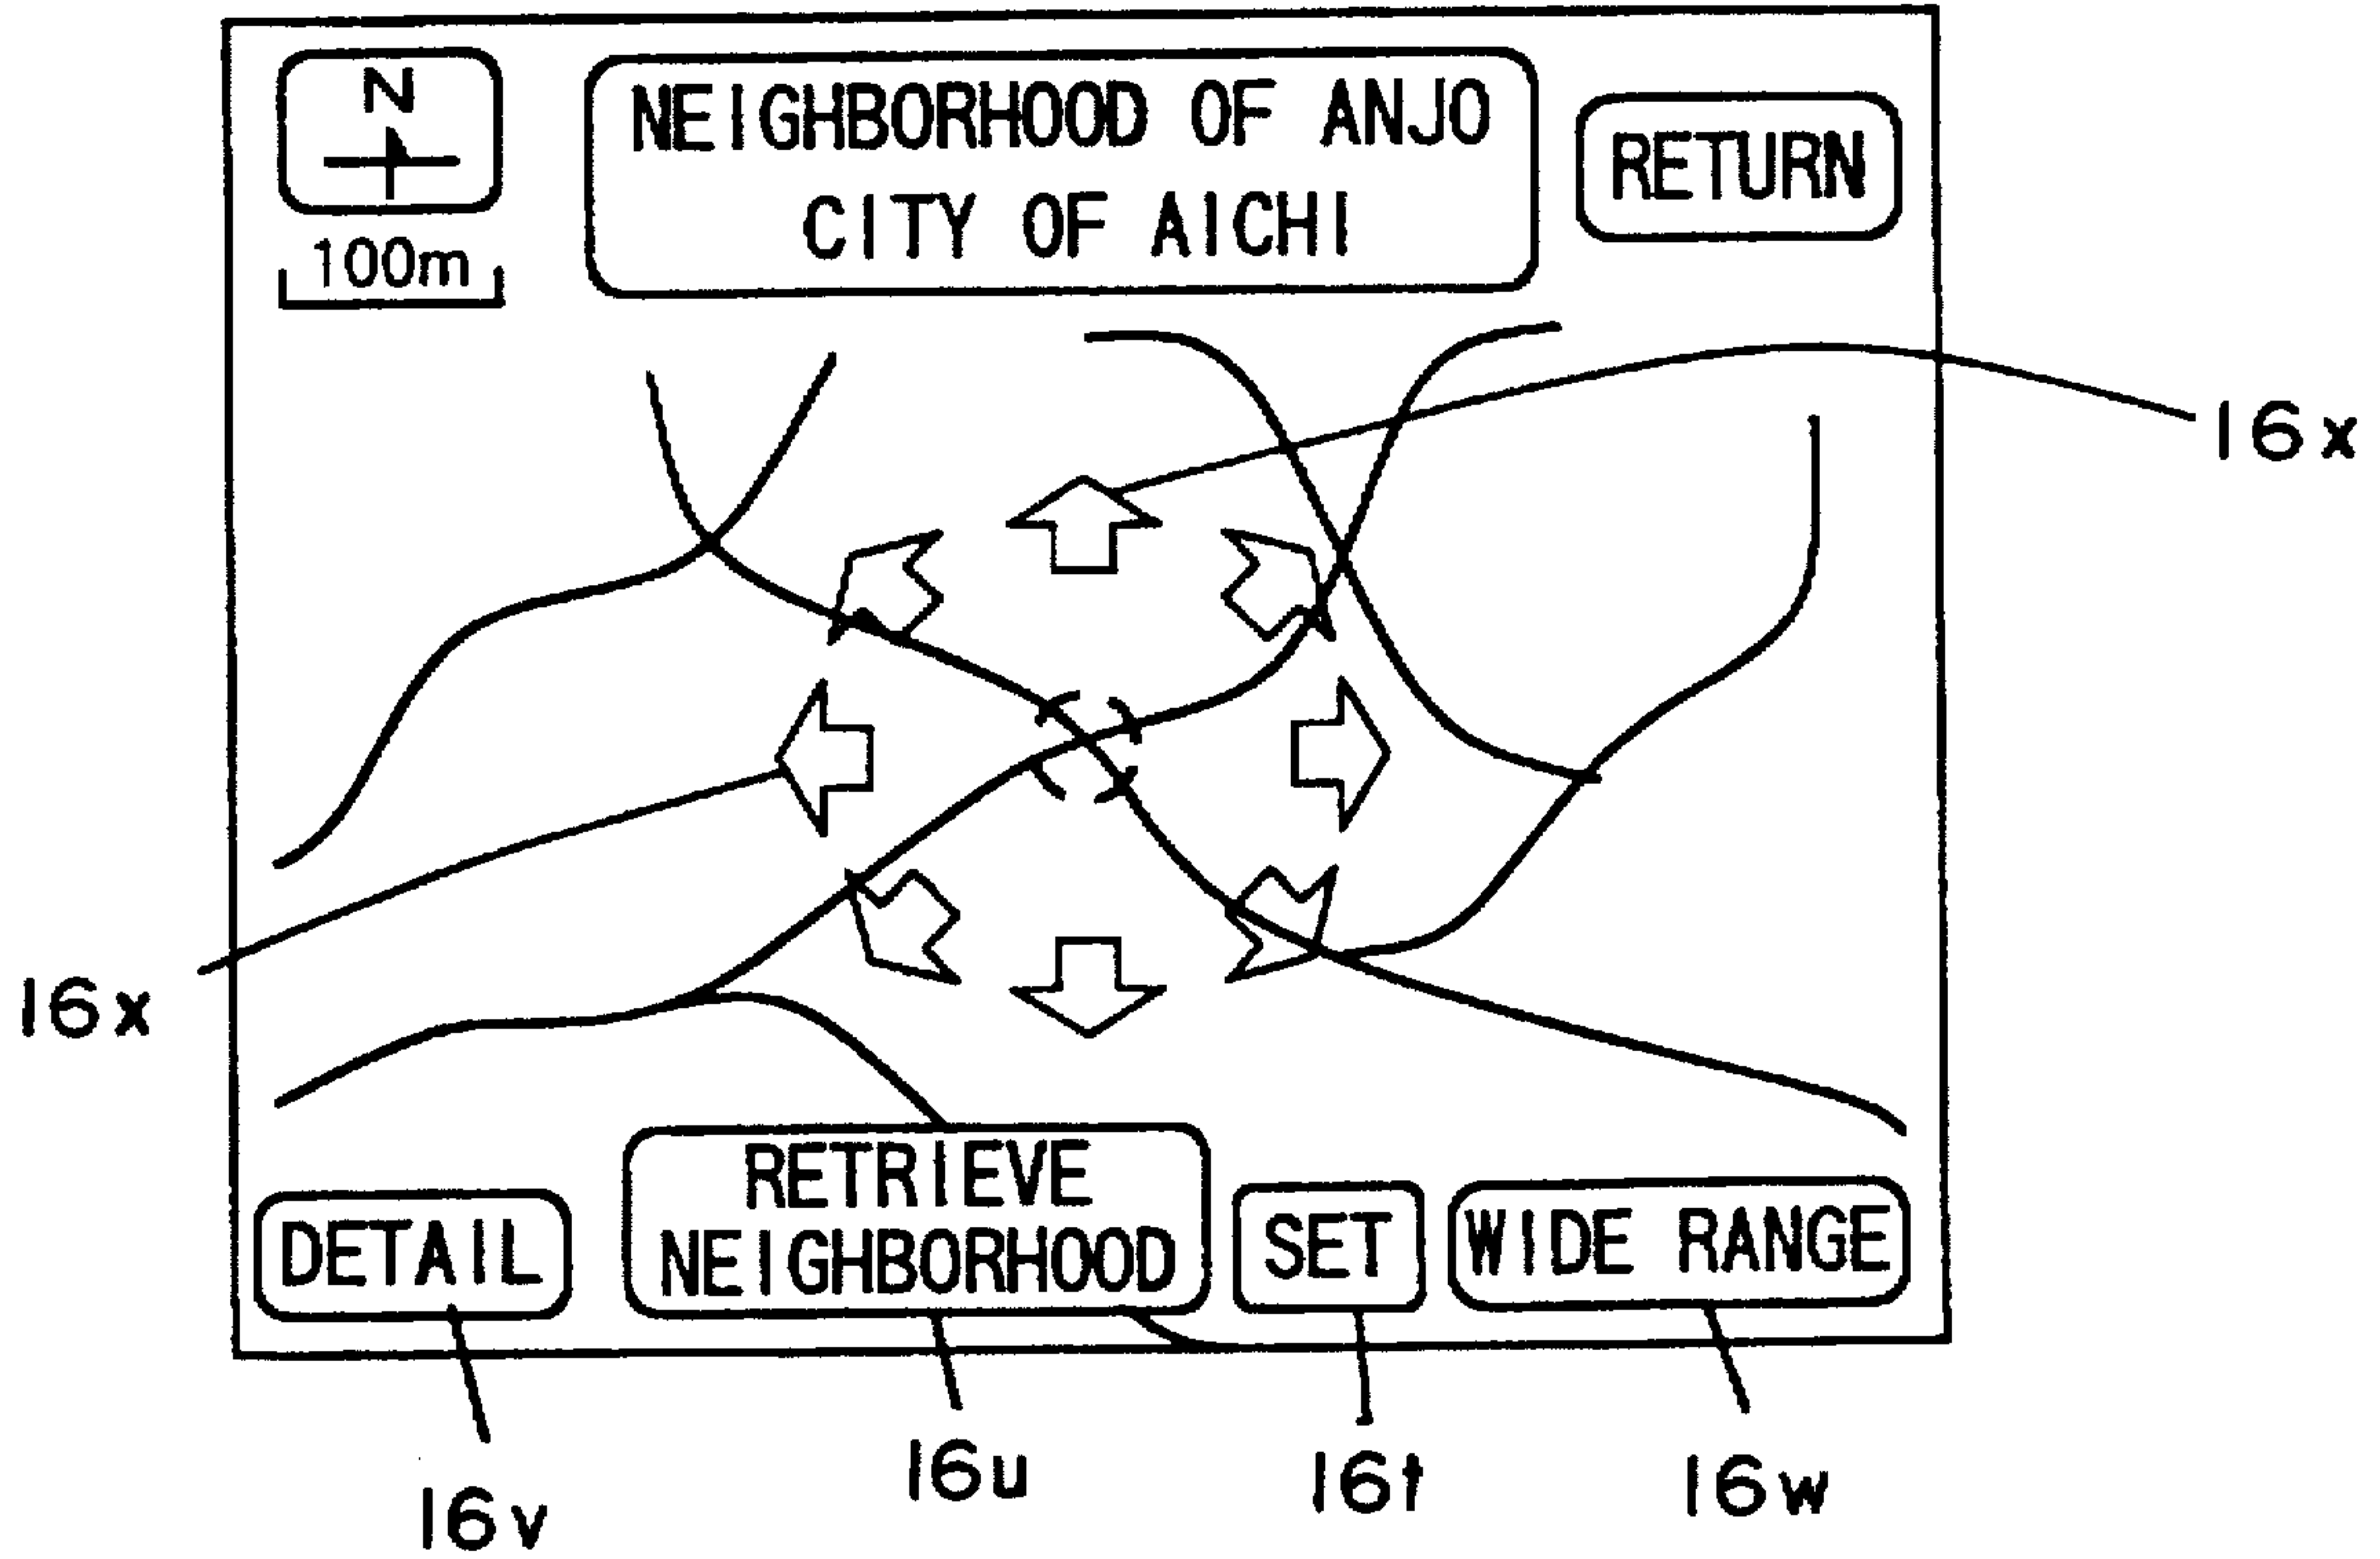 N
NEIGHBORHOOD OF ANJO
CITY OF AICHI
RETURN
100m
16x
16x
RETRIEVE
NEIGHBORHOOD
DETAIL
SET
WIDE RANGE
16v
16u
16t
16w